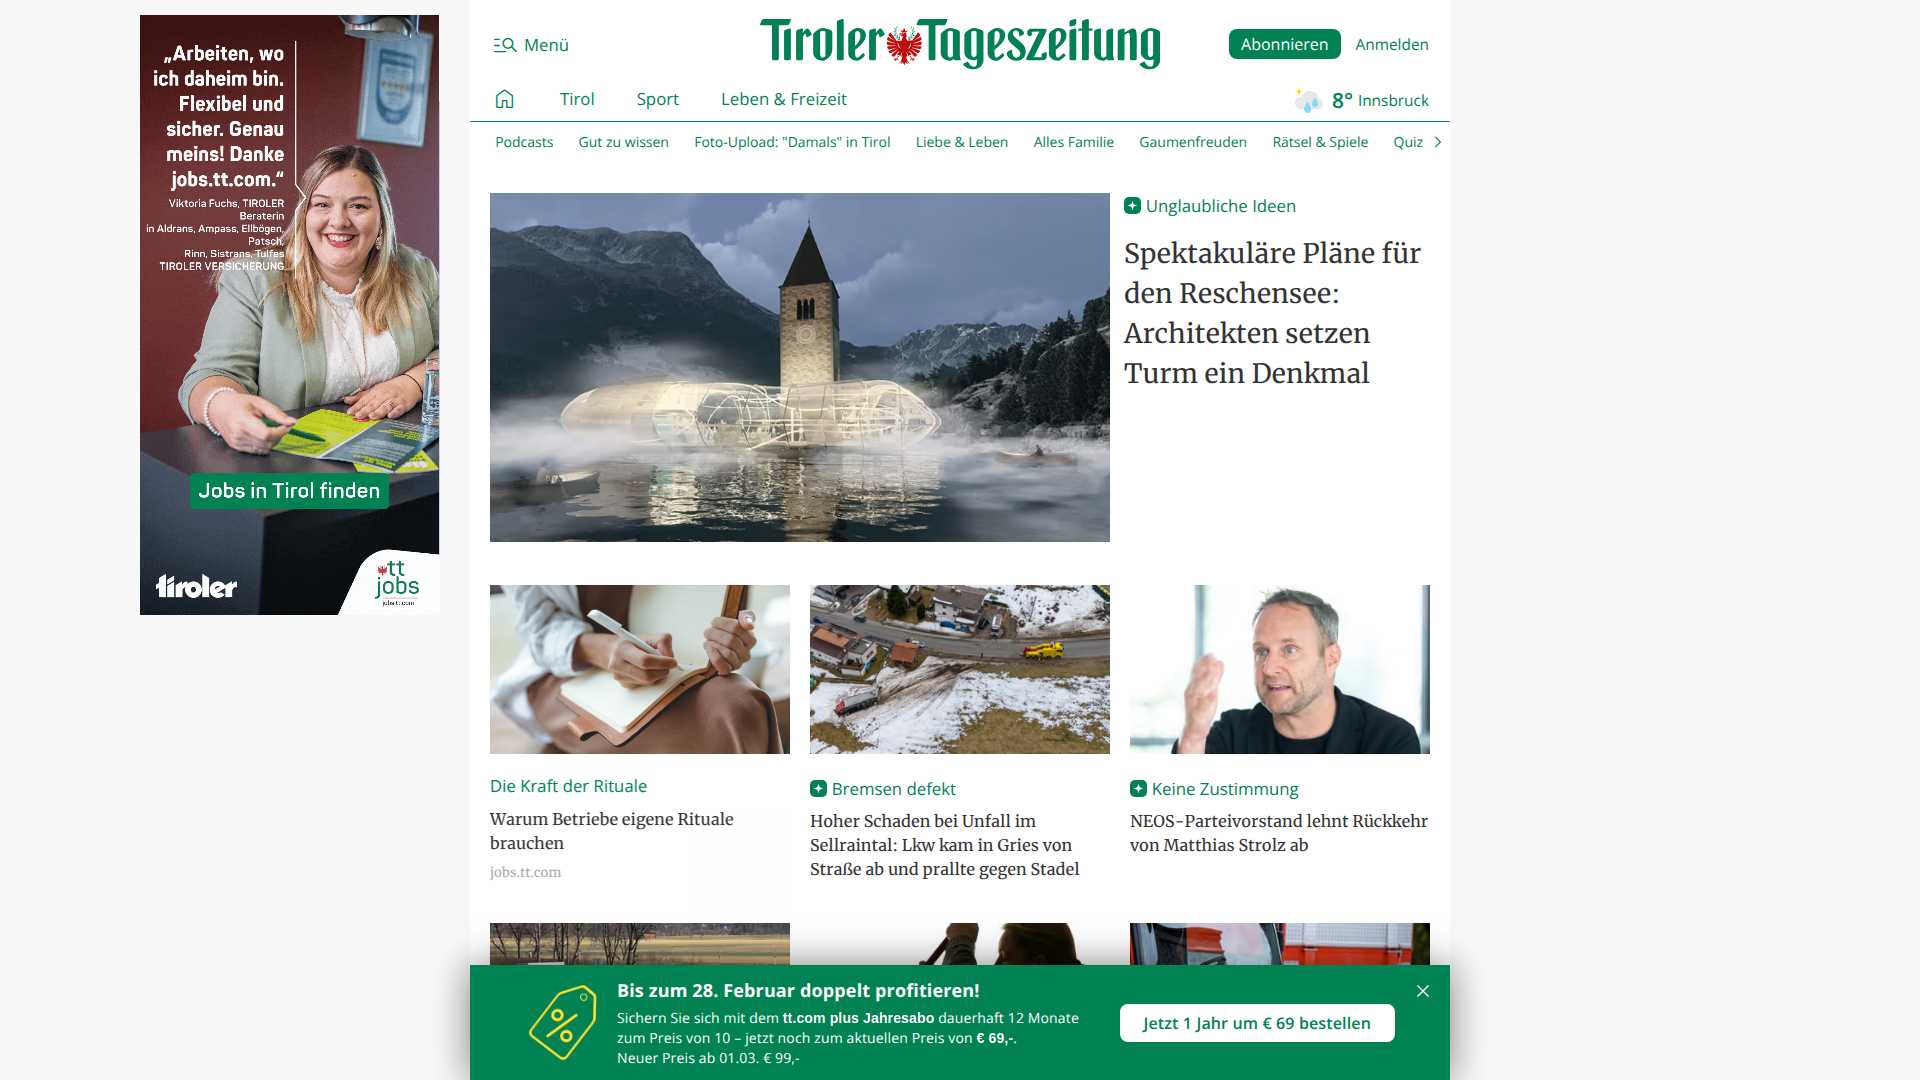 „Arbeiten, wo
ich daheim bin.
Flexibel und
sicher. Genau
meins! Danke
jobs.tt.com.“
Viktoria Fuchs, TIROLER
Beraterin
in Aldrans, Ampass, Ellbögen,
Patsch,
Rinn, Sistrans, Tulfes
TIROLER VERSICHERUNG
Jobs in Tirol finden
tiroler
tt
jobs
jobs.tt.com
Menü
Tiroler Tageszeitung
Abonnieren
Anmelden
Tirol
Sport
Leben & Freizeit
8° Innsbruck
Podcasts
Gut zu wissen
Foto-Upload: "Damals" in Tirol
Liebe & Leben
Alles Familie
Gaumenfreuden
Rätsel & Spiele
Quiz
Unglaubliche Ideen
Spektakuläre Pläne für
den Reschensee:
Architekten setzen
Turm ein Denkmal
Die Kraft der Rituale
Warum Betriebe eigene Rituale
brauchen
jobs.tt.com
Bremsen defekt
Hoher Schaden bei Unfall im
Sellraintal: Lkw kam in Gries von
Straße ab und prallte gegen Stadel
Keine Zustimmung
NEOS-Parteivorstand lehnt Rückkehr
von Matthias Strolz ab
Bis zum 28. Februar doppelt profitieren!
Sichern Sie sich mit dem tt.com plus Jahresabo dauerhaft 12 Monate
zum Preis von 10 – jetzt noch zum aktuellen Preis von € 69,-.
Neuer Preis ab 01.03. € 99,-
Jetzt 1 Jahr um € 69 bestellen